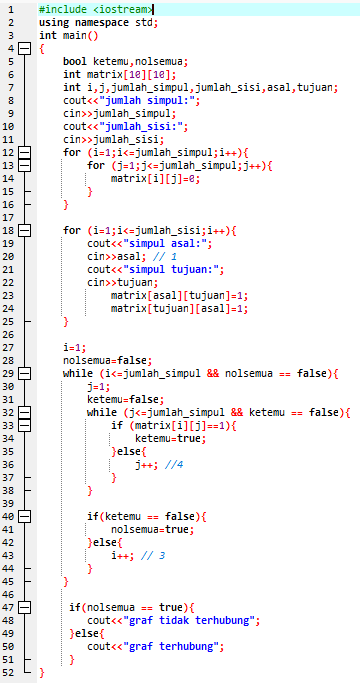 1 #include <iostream>
2 using namespace std;
3 int main()
4 {
5 bool ketemu,nolsemua;
6 int matrix[10][10];
7 int i,j,jumlah_simpul,jumlah_sisi,asal,tujuan;
8 cout<<"jumlah simpul:";
9 cin>>jumlah_simpul;
10 cout<<"jumlah_sisi:";
11 cin>>jumlah_sisi;
12 for (i=1;i<=jumlah_simpul;i++){
13 for (j=1;j<=jumlah_simpul;j++){
14 matrix[i][j]=0;
15 }
16 }
17
18 for (i=1;i<=jumlah_sisi;i++){
19 cout<<"simpul asal:";
20 cin>>asal; // 1
21 cout<<"simpul tujuan:";
22 cin>>tujuan;
23 matrix[asal][tujuan]=1;
24 matrix[tujuan][asal]=1;
25 }
26
27 i=1;
28 nolsemua=false;
29 while (i<=jumlah_simpul && nolsemua == false){
30 j=1;
31 ketemu=false;
32 while (j<=jumlah_simpul && ketemu == false){
33 if (matrix[i][j]==1){
34 ketemu=true;
35 }else{
36 j++; //4
37 }
38 }
39
40 if(ketemu == false){
41 nolsemua=true;
42 }else{
43 i++; // 3
44 }
45 }
46
47 if(nolsemua == true){
48 cout<<"graf tidak terhubung";
49 }else{
50 cout<<"graf terhubung";
51 }
52 }